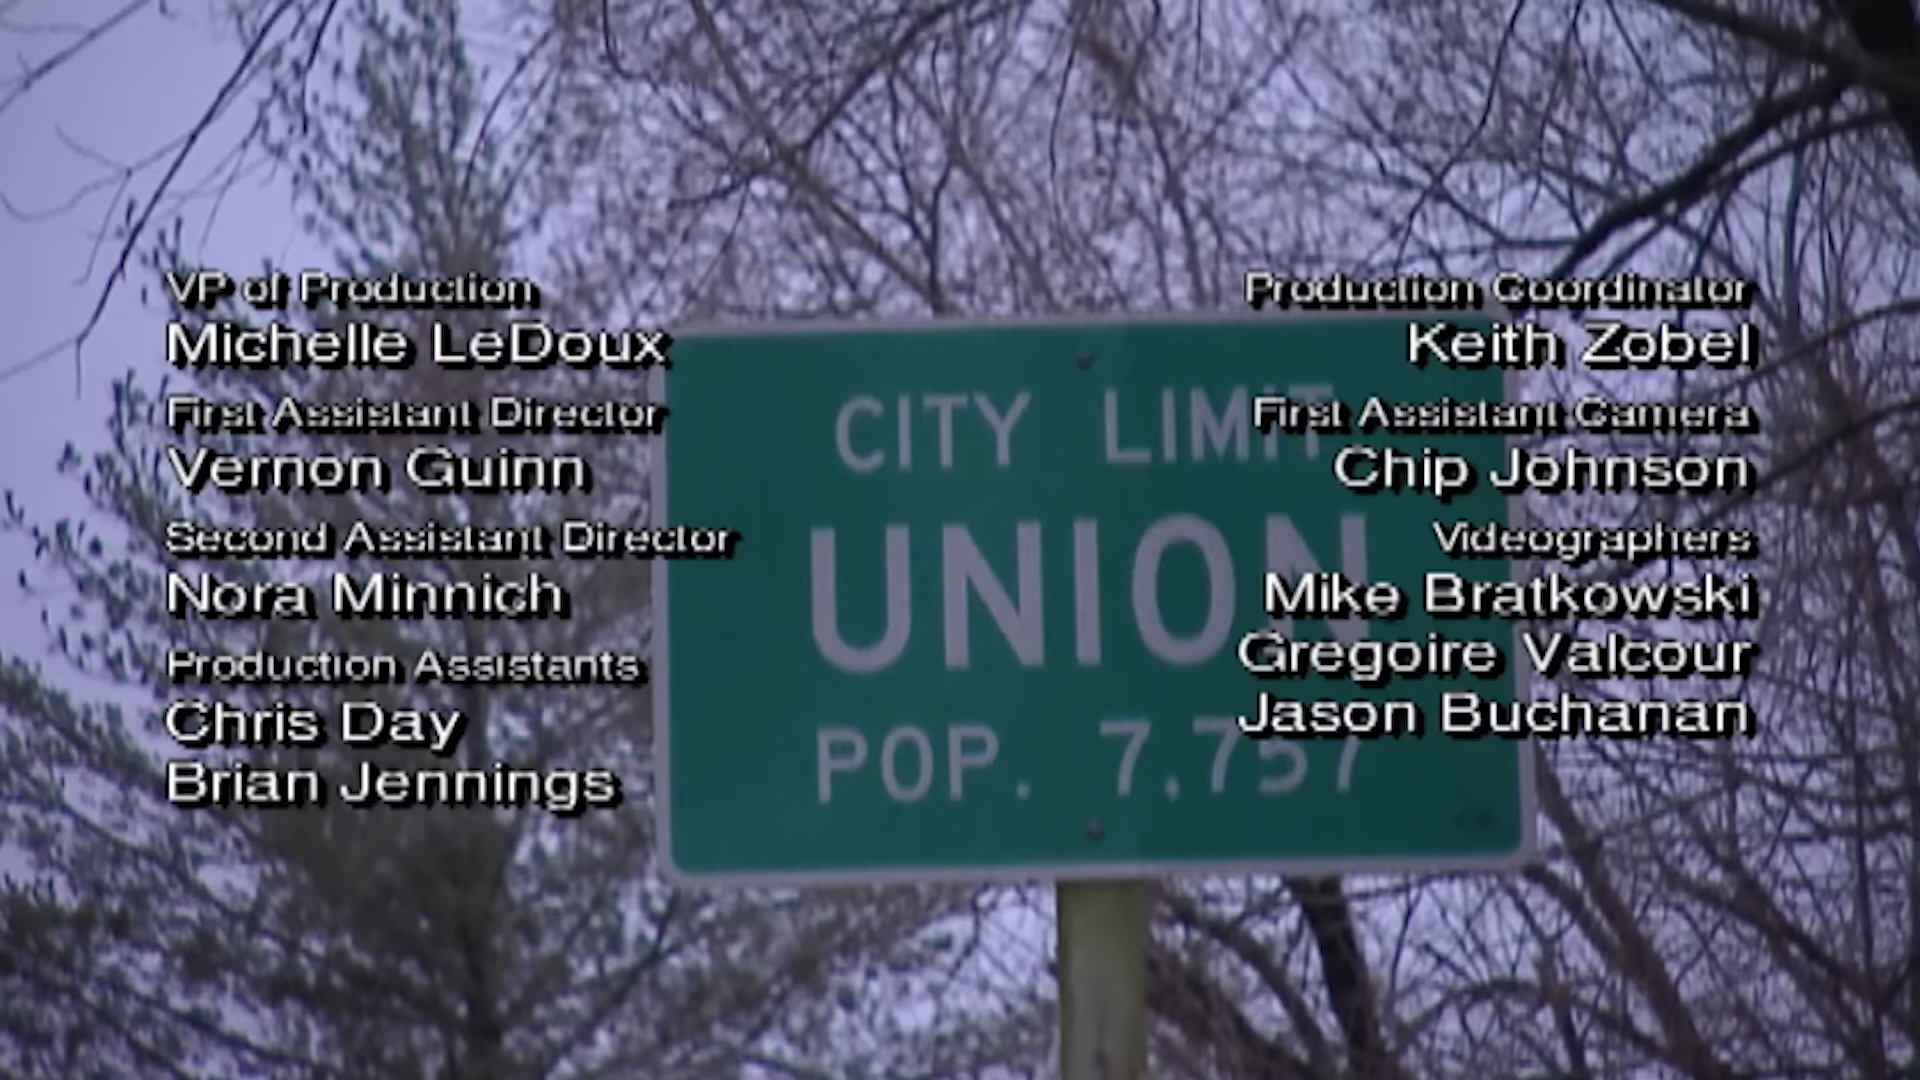 VP of Production
Michelle LeDoux
First Assistant Director
Vernon Guinn
Second Assistant Director
Nora Minnich
Production Assistants
Chris Day
Brian Jennings
CITY LIMIT
UNION
POP. 7,757
Production Coordinator
Keith Zobel
First Assistant Camera
Chip Johnson
Videographers
Mike Bratkowski
Gregoire Valcour
Jason Buchanan